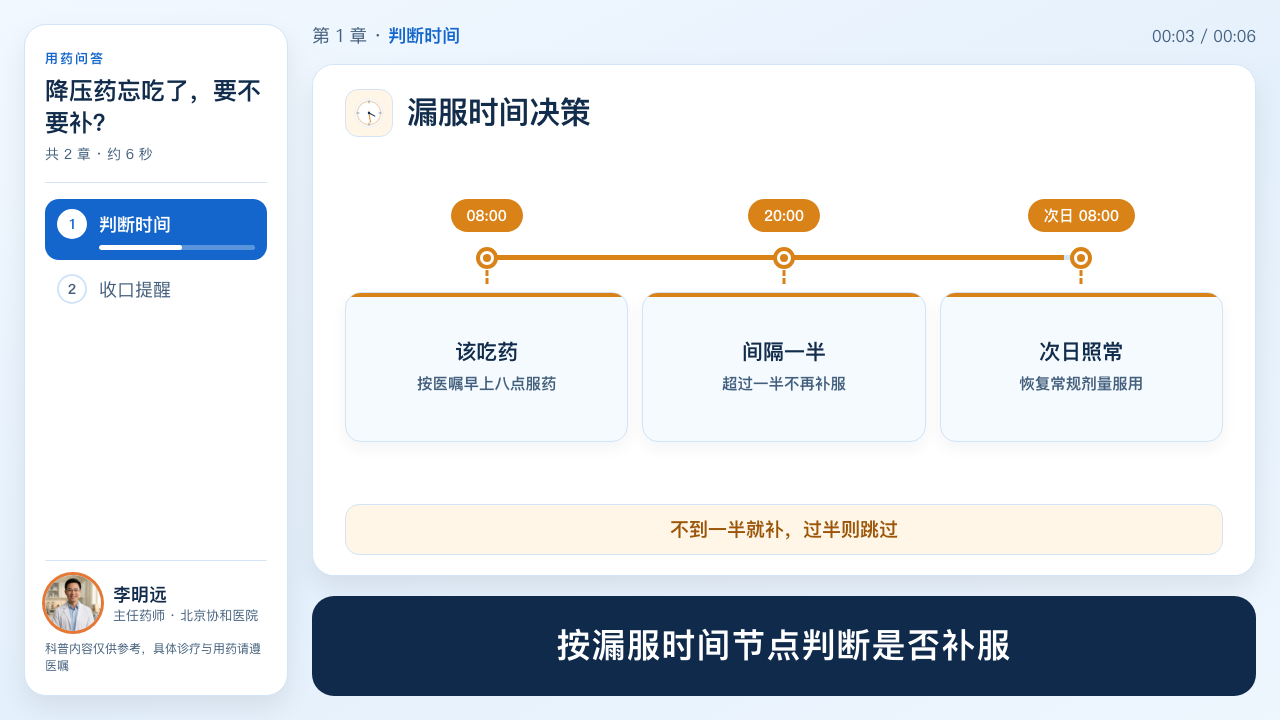 用药问答
降压药忘吃了，要不
要补？
共 2 章 · 约 6 秒
1 判断时间
2 收口提醒
李明远
主任药师 · 北京协和医院
科普内容仅供参考，具体诊疗与用药请遵
医嘱
第 1 章 · 判断时间
00:03 / 00:06
漏服时间决策
08:00
20:00
次日 08:00
该吃药
按医嘱早上八点服药
间隔一半
超过一半不再补服
次日照常
恢复常规剂量服用
不到一半就补，过半则跳过
按漏服时间节点判断是否补服